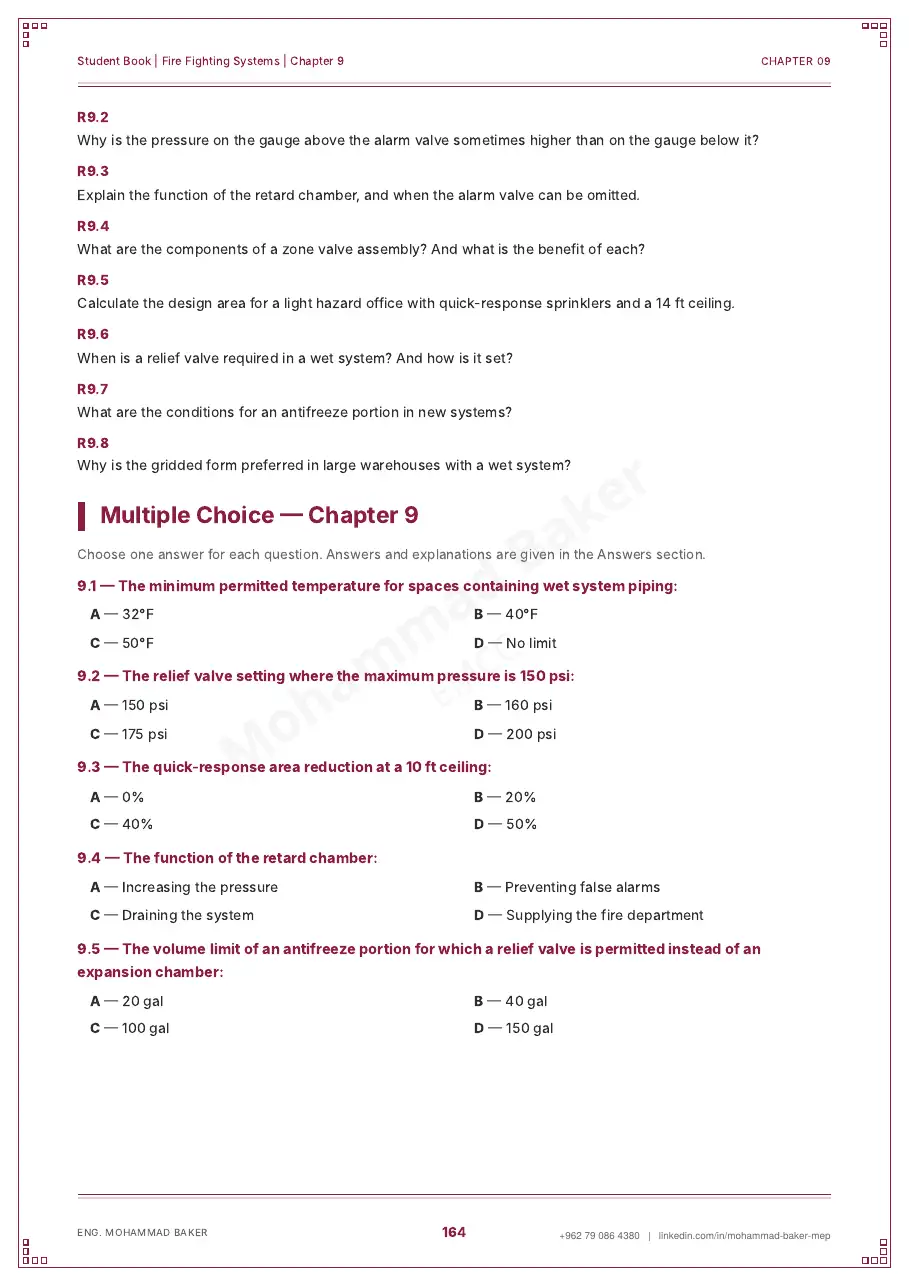 Student Book | Fire Fighting Systems | Chapter 9
CHAPTER 09
R9.2
Why is the pressure on the gauge above the alarm valve sometimes higher than on the gauge below it?
R9.3
Explain the function of the retard chamber, and when the alarm valve can be omitted.
R9.4
What are the components of a zone valve assembly? And what is the benefit of each?
R9.5
Calculate the design area for a light hazard office with quick-response sprinklers and a 14 ft ceiling.
R9.6
When is a relief valve required in a wet system? And how is it set?
R9.7
What are the conditions for an antifreeze portion in new systems?
R9.8
Why is the gridded form preferred in large warehouses with a wet system?
Multiple Choice — Chapter 9
Choose one answer for each question. Answers and explanations are given in the Answers section.
9.1 — The minimum permitted temperature for spaces containing wet system piping:
A — 32°F
B — 40°F
C — 50°F
D — No limit
9.2 — The relief valve setting where the maximum pressure is 150 psi:
A — 150 psi
B — 160 psi
C — 175 psi
D — 200 psi
9.3 — The quick-response area reduction at a 10 ft ceiling:
A — 0%
B — 20%
C — 40%
D — 50%
9.4 — The function of the retard chamber:
A — Increasing the pressure
B — Preventing false alarms
C — Draining the system
D — Supplying the fire department
9.5 — The volume limit of an antifreeze portion for which a relief valve is permitted instead of an
expansion chamber:
A — 20 gal
B — 40 gal
C — 100 gal
D — 150 gal
Mohammad Baker
ENG. MOHAMMAD BAKER
164
+962 79 086 4380 | linkedin.com/in/mohammad-baker-mep